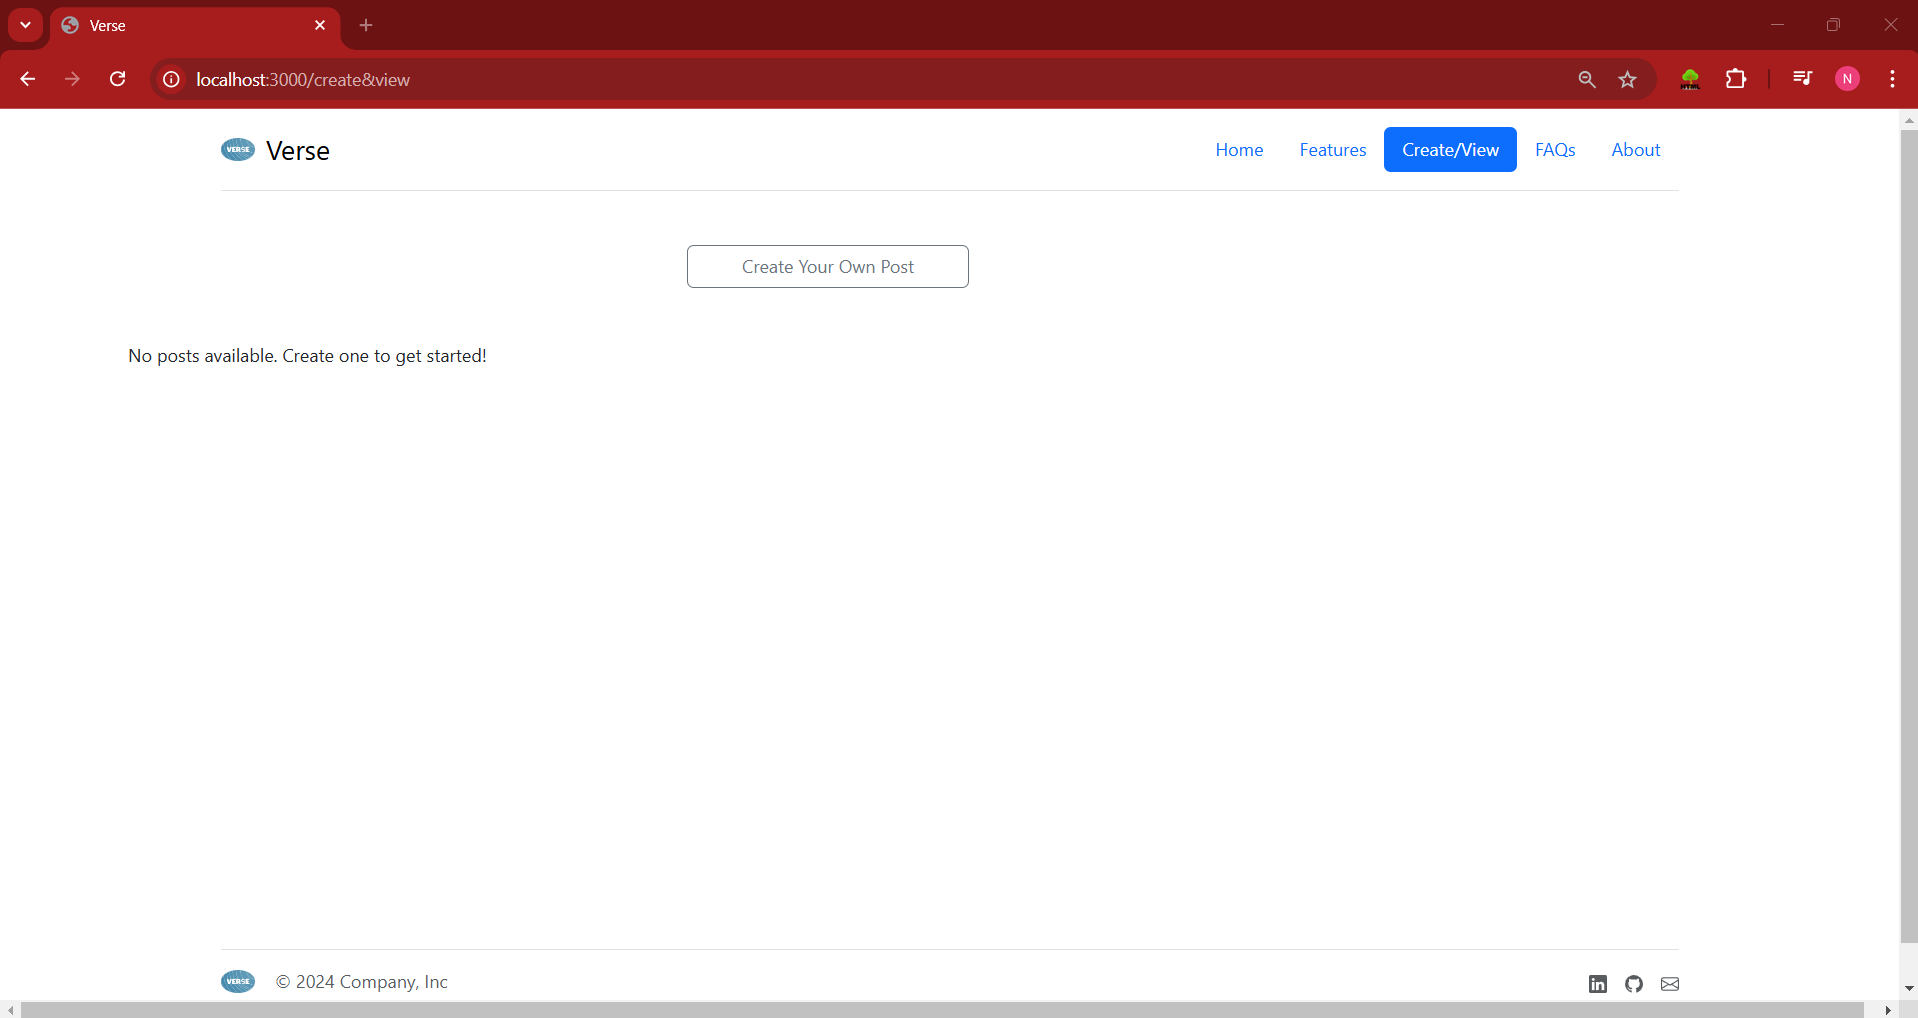 Verse
localhost:3000/create&view
N
VERSE Verse
Home Features Create/View FAQs About
Create Your Own Post
No posts available. Create one to get started!
VERSE © 2024 Company, Inc
in